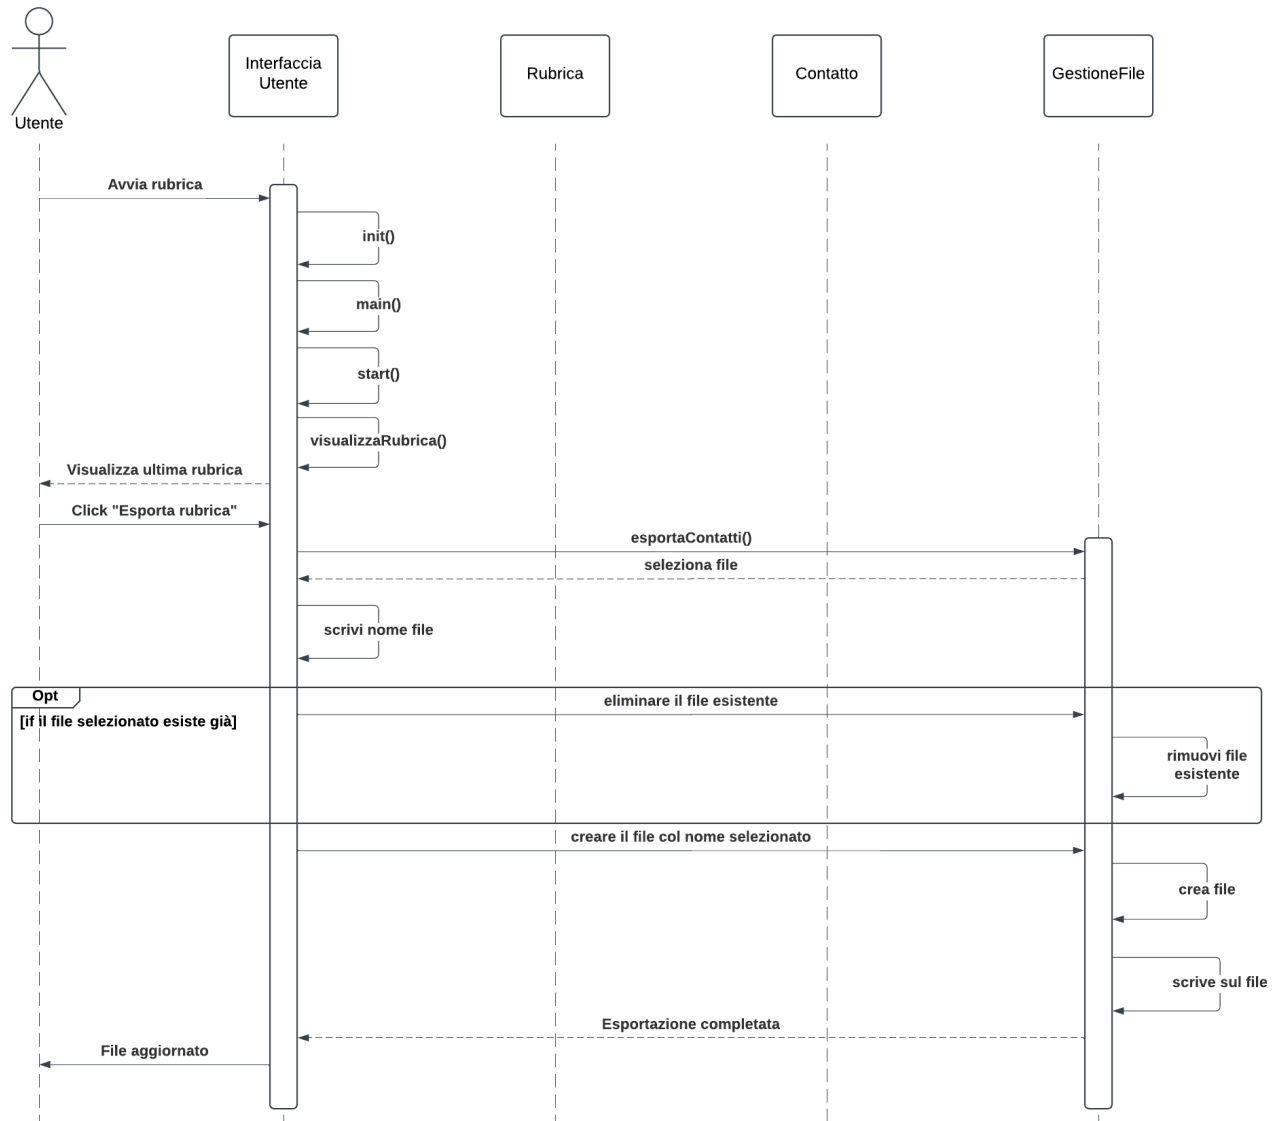 Utente
Interfaccia
Utente
Rubrica
Contatto
GestioneFile
Avvia rubrica
init()
main()
start()
visualizzaRubrica()
Visualizza ultima rubrica
Click "Esporta rubrica"
esportaContatti()
seleziona file
scrivi nome file
Opt
[if il file selezionato esiste già]
eliminare il file esistente
rimuovi file
esistente
creare il file col nome selezionato
crea file
scrive sul file
Esportazione completata
File aggiornato